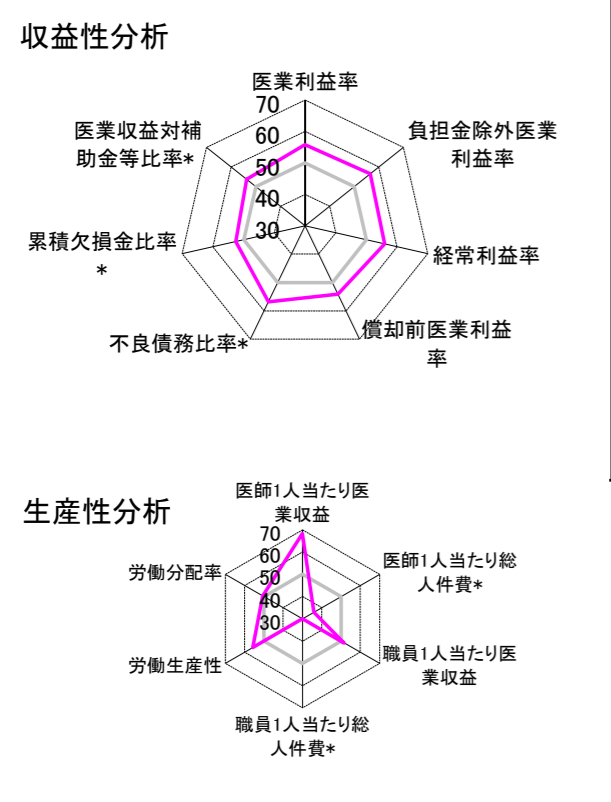 収益性分析
医業利益率
70
60
50
40
30
負担金除外医業
利益率
経常利益率
償却前医業利益
率
不良債務比率*
累積欠損金比率
*
医業収益対補
助金等比率*
生産性分析
医師1人当たり医
業収益
70
60
50
40
30
医師1人当たり総
人件費*
職員1人当たり医
業収益
職員1人当たり総
人件費*
労働生産性
労働分配率